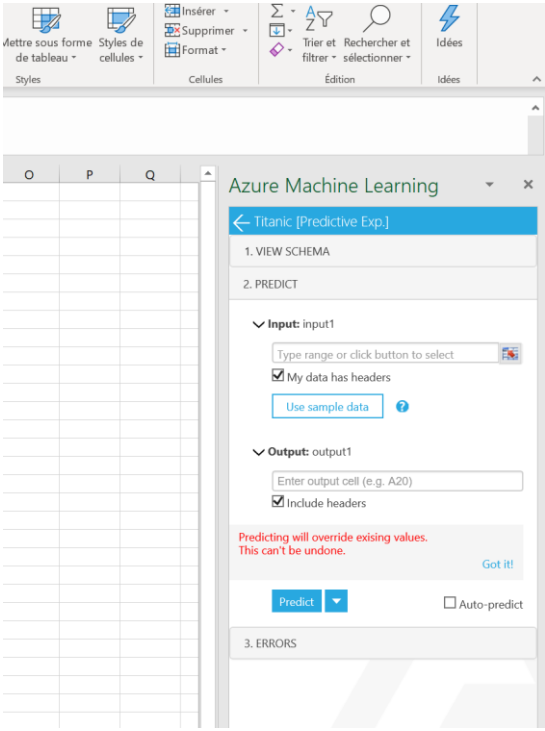 Insérer
Supprimer
Format
Mettre sous forme
de tableau
Styles de
cellules
Trier et
filtrer
Rechercher et
sélectionner
Idées
Styles
Cellules
Édition
Idées
O P Q
Azure Machine Learning
Titanic [Predictive Exp.]
1. VIEW SCHEMA
2. PREDICT
Input: input1
Type range or click button to select
My data has headers
Use sample data
Output: output1
Enter output cell (e.g. A20)
Include headers
Predicting will override exising values.
This can't be undone.
Got it!
Predict
Auto-predict
3. ERRORS